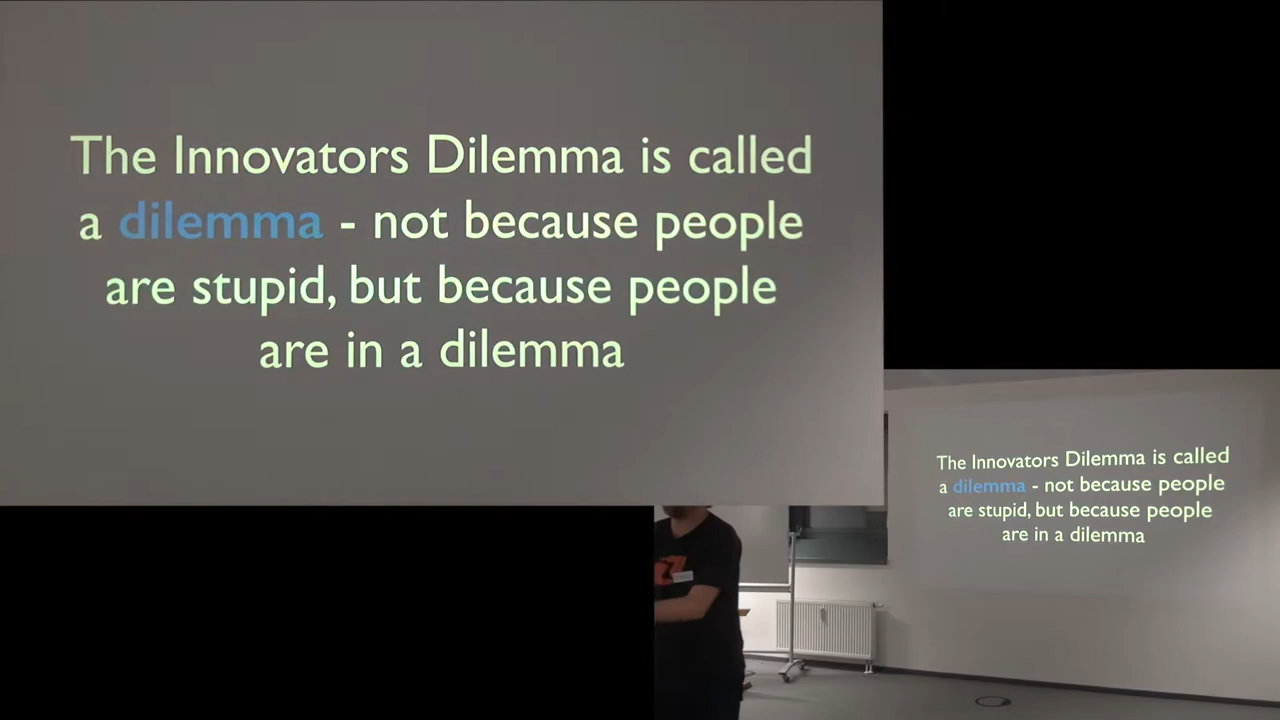 The Innovators Dilemma is called
a dilemma - not because people
are stupid, but because people
are in a dilemma
The Innovators Dilemma is called
a dilemma - not because people
are stupid, but because people
are in a dilemma